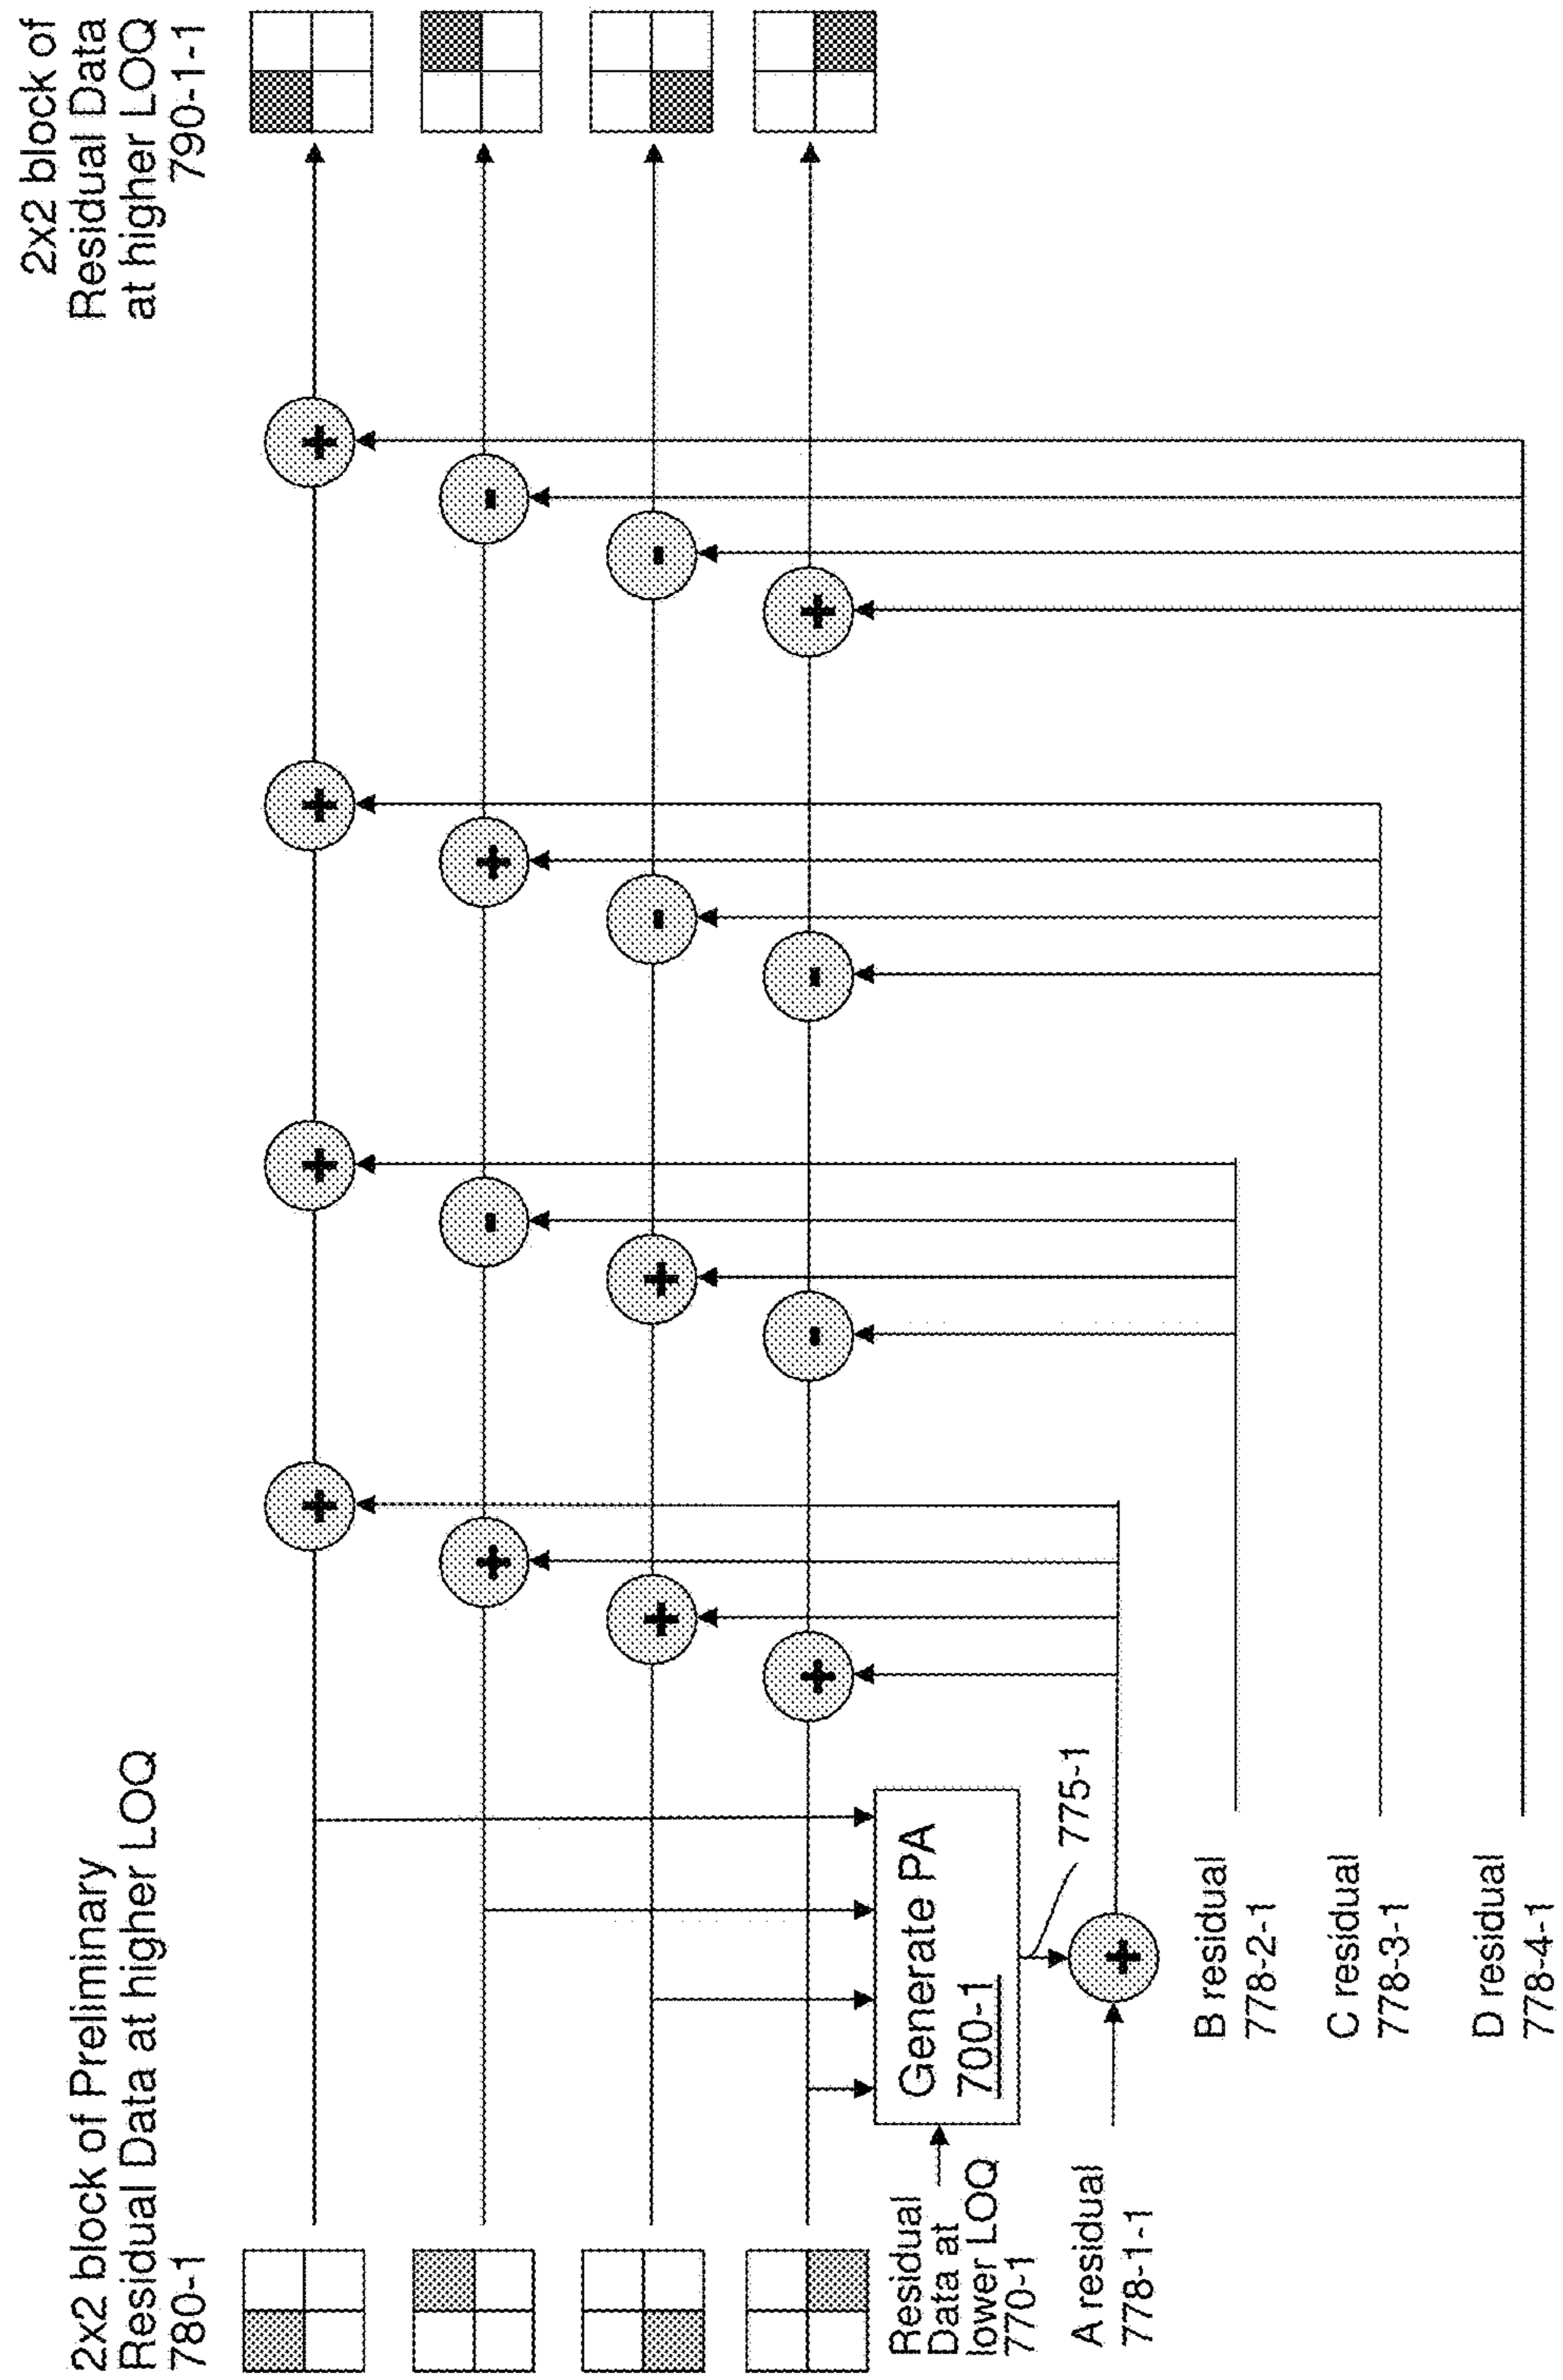 2x2 block of Preliminary
Residual Data at higher LOQ
780-1
2x2 block of
Residual Data
at higher LOQ
790-1-1
+
+
+
+
+
-
+
-
+
+
-
-
+
-
-
+
Generate PA
700-1
775-1
+
Residual
Data at
lower LOQ
770-1
A residual
778-1-1
B residual
778-2-1
C residual
778-3-1
D residual
778-4-1